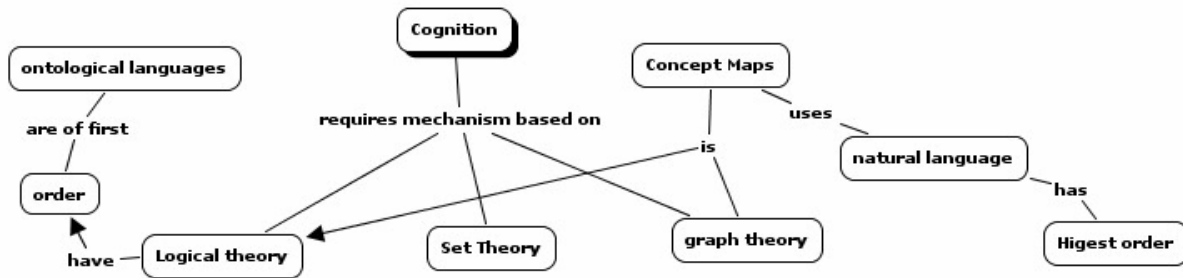 Cognition
ontological languages
Concept Maps
are of first
requires mechanism based on
uses
is
natural language
order
has
Logical theory
Set Theory
graph theory
Higest order
have